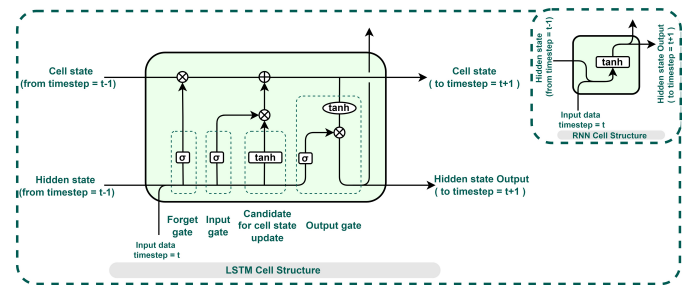 Cell state
(from timestep = t-1)
Cell state
( to timestep = t+1)
tanh
σ
σ
tanh
σ
Hidden state
(from timestep = t-1)
Hidden state Output
( to timestep = t+1 )
Forget
gate
Input
gate
Candidate
for cell state
update
Output gate
Input data
timestep = t
LSTM Cell Structure
Hidden state
(from timestep = t-1)
tanh
Hidden state Output
( to timestep = t+1)
Input data
timestep = t
RNN Cell Structure